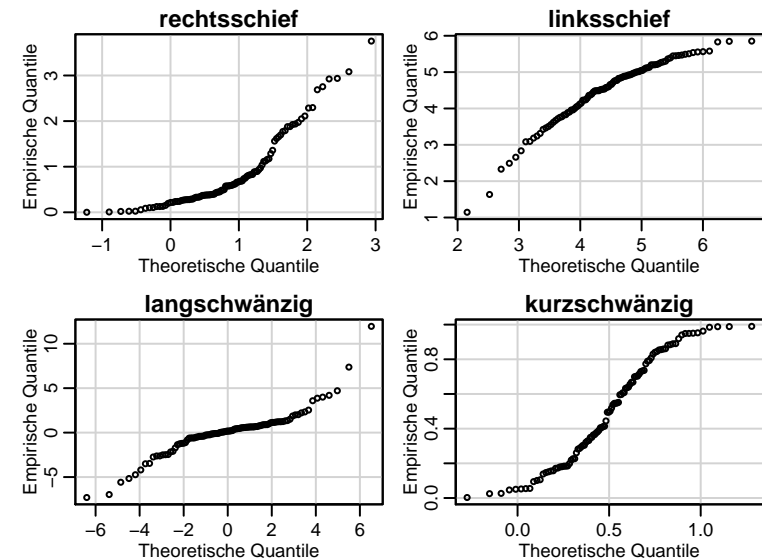 rechtsschief
Empirische Quantile
3
2
1
0
−1 0 1 2 3
Theoretische Quantile
linksschief
Empirische Quantile
6
5
4
3
2
1
2 3 4 5 6
Theoretische Quantile
langschwänzig
Empirische Quantile
10
5
0
−5
−6 −4 −2 0 2 4 6
Theoretische Quantile
kurzschwänzig
Empirische Quantile
0.8
0.4
0.0
0.0 0.5 1.0
Theoretische Quantile